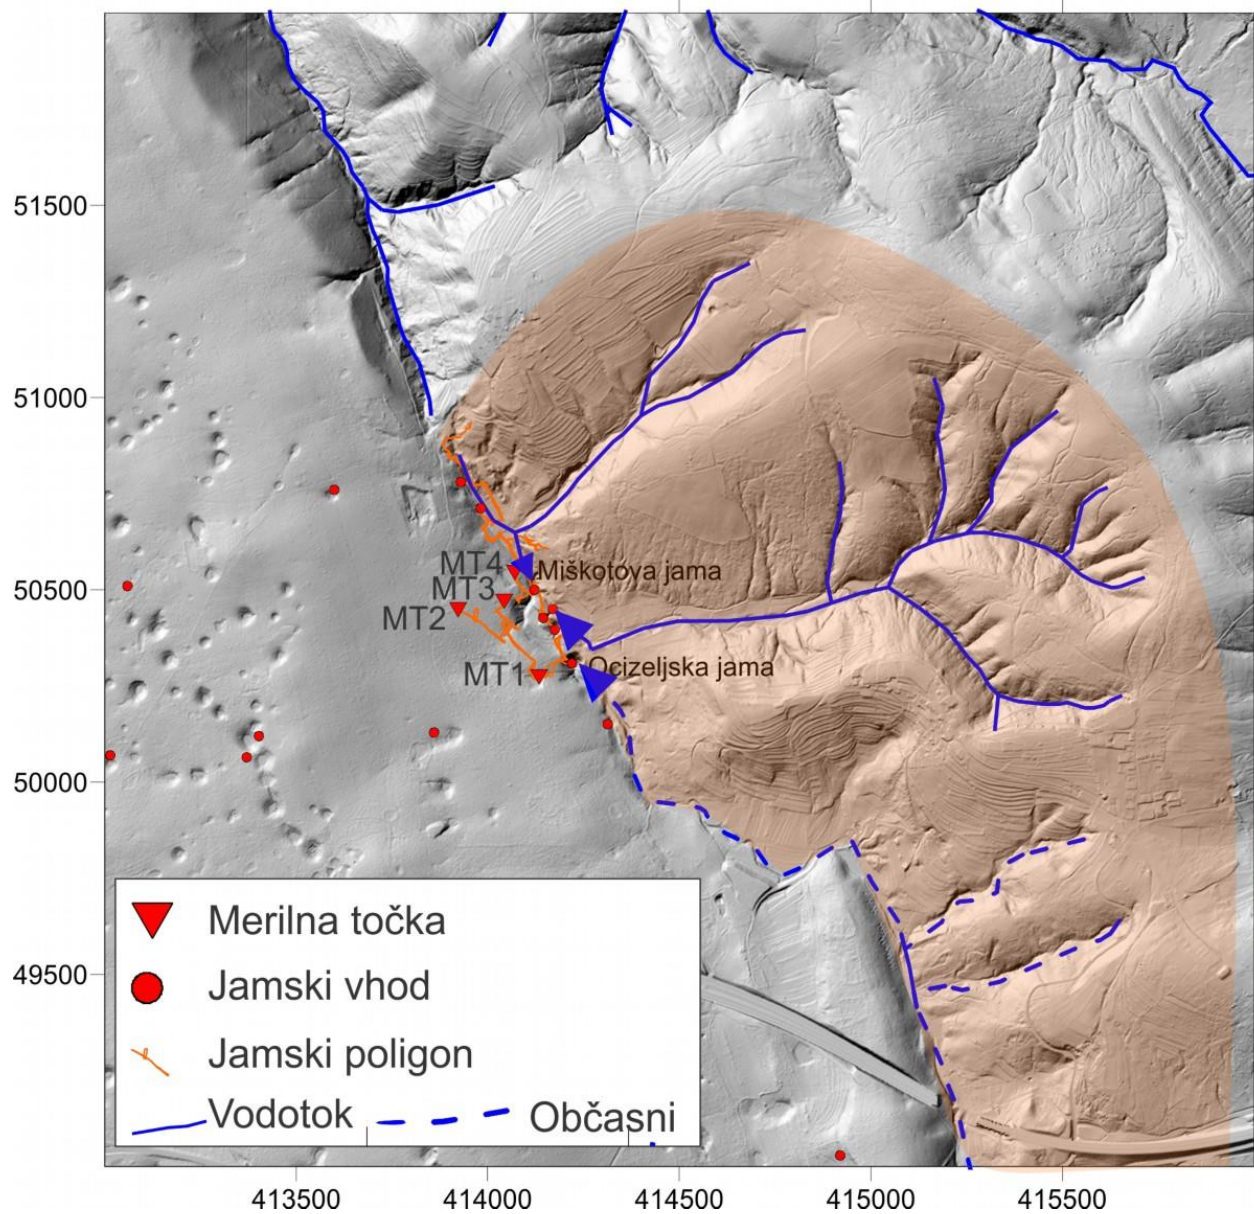 51500
51000
50500
50000
49500
MT4
Miškotova jama
MT3
MT2
Ocizeljska jama
MT1
Merilna točka
Jamski vhod
Jamski poligon
Vodotok
Občasni
413500
414000
414500
415000
415500